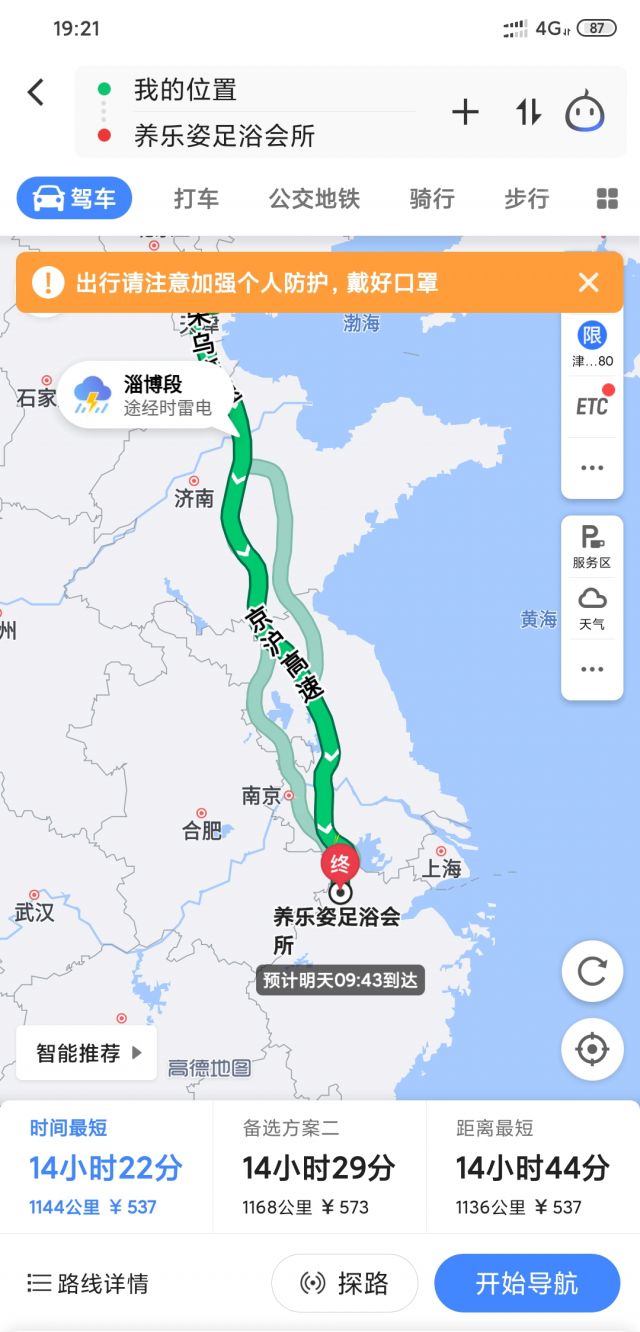 19:21
4G
87
我的位置
养乐姿足浴会所
驾车
打车
公交地铁
骑行
步行
出行请注意加强个人防护，戴好口罩
渤海
限
津...80
淄博段
途经时雷电
石家
ETC
济南
P
服务区
黄海
天气
州
京沪高速
南京
合肥
终
上海
武汉
养乐姿足浴会
所
预计明天09:43到达
智能推荐
高德地图
时间最短
备选方案二
距离最短
14小时22分
14小时29分
14小时44分
1144公里 ¥ 537
1168公里 ¥ 573
1136公里 ¥ 537
路线详情
探路
开始导航